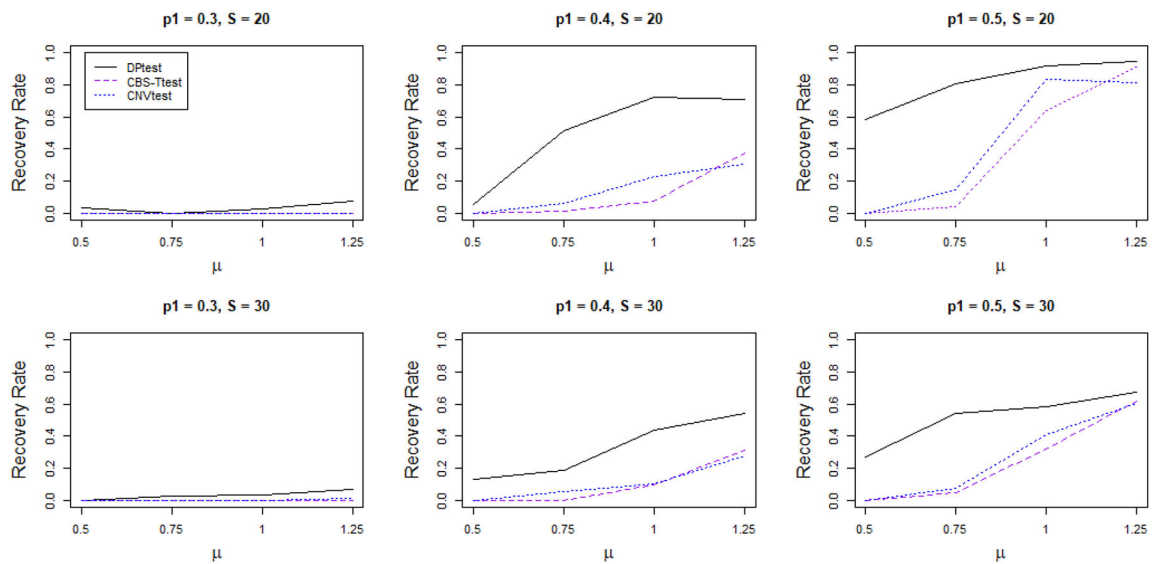 p1 = 0.3, S = 20
Recovery Rate
0.0 0.2 0.4 0.6 0.8 1.0
DPtest
CBS-Ttest
CNVtest
0.5 0.75 1 1.25
μ
p1 = 0.4, S = 20
Recovery Rate
0.0 0.2 0.4 0.6 0.8 1.0
0.5 0.75 1 1.25
μ
p1 = 0.5, S = 20
Recovery Rate
0.0 0.2 0.4 0.6 0.8 1.0
0.5 0.75 1 1.25
μ
p1 = 0.3, S = 30
Recovery Rate
0.0 0.2 0.4 0.6 0.8 1.0
0.5 0.75 1 1.25
μ
p1 = 0.4, S = 30
Recovery Rate
0.0 0.2 0.4 0.6 0.8 1.0
0.5 0.75 1 1.25
μ
p1 = 0.5, S = 30
Recovery Rate
0.0 0.2 0.4 0.6 0.8 1.0
0.5 0.75 1 1.25
μ